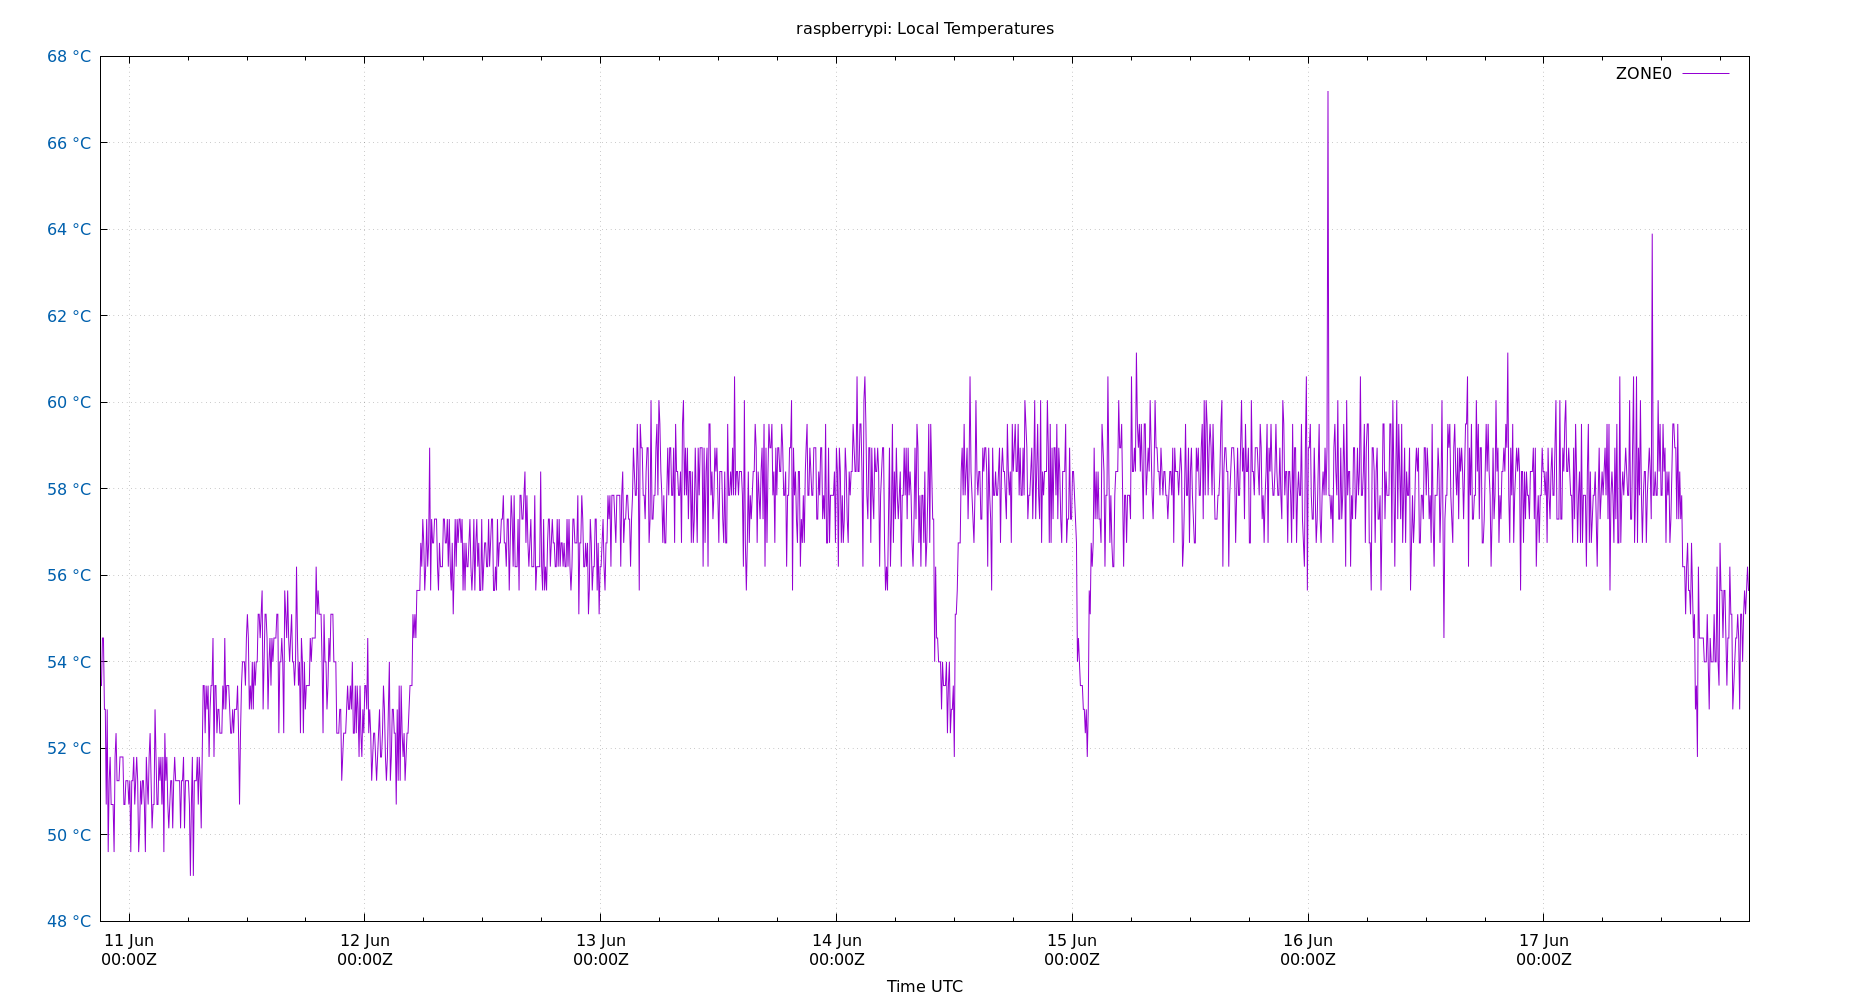 raspberrypi: Local Temperatures
ZONE0
68 °C
66 °C
64 °C
62 °C
60 °C
58 °C
56 °C
54 °C
52 °C
50 °C
48 °C
11 Jun 12 Jun 13 Jun 14 Jun 15 Jun 16 Jun 17 Jun
00:00Z 00:00Z 00:00Z 00:00Z 00:00Z 00:00Z 00:00Z
Time UTC